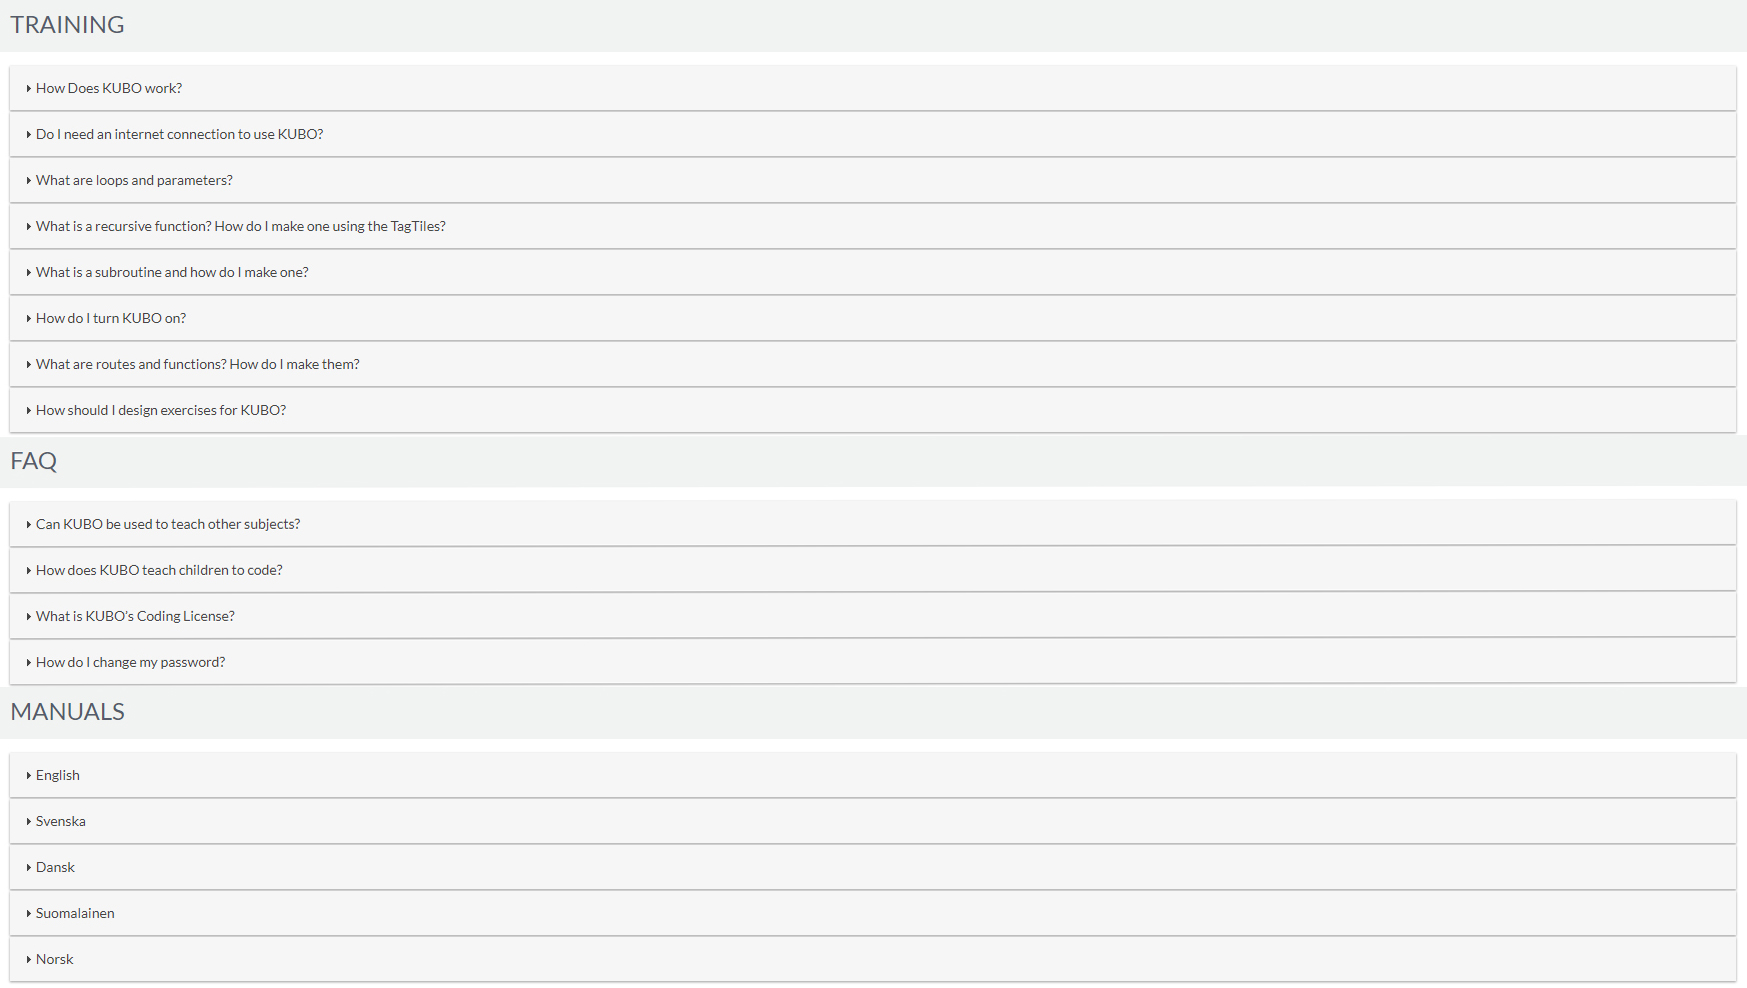 TRAINING
How Does KUBO work?
Do I need an internet connection to use KUBO?
What are loops and parameters?
What is a recursive function? How do I make one using the TagTiles?
What is a subroutine and how do I make one?
How do I turn KUBO on?
What are routes and functions? How do I make them?
How should I design exercises for KUBO?
FAQ
Can KUBO be used to teach other subjects?
How does KUBO teach children to code?
What is KUBO's Coding License?
How do I change my password?
MANUALS
English
Svenska
Dansk
Suomalainen
Norsk